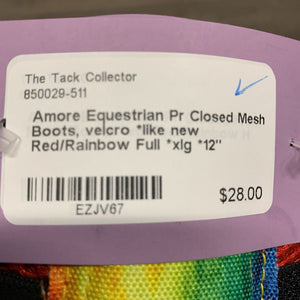 The Tack Collector
850029-511
Amore Equestrian Pr Closed Mesh
Boots, velcro *like new
Red/Rainbow Full *xlg *12"
$28.00
EZJV67